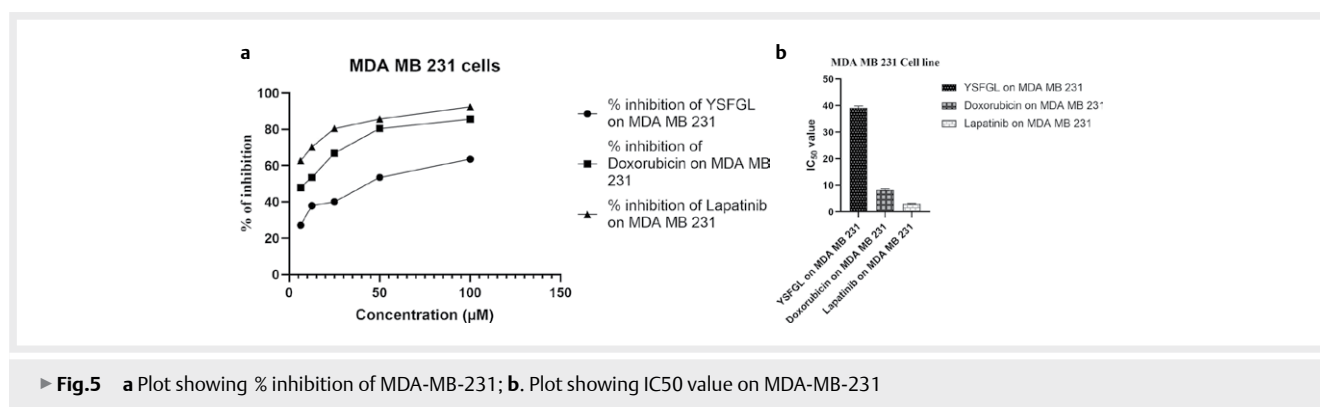 a
MDA MB 231 cells
% of inhibition
100
80
60
40
20
0
0 50 100 150
Concentration (µM)
% inhibition of YSFGL
on MDA MB 231
% inhibition of
Doxorubicin on MDA MB
231
% inhibition of Lapatinib
on MDA MB 231
b
MDA MB 231 Cell line
IC50 value
50
40
30
20
10
0
YSFGL on MDA MB 231
Doxorubicin on MDA MB 231
Lapatinib on MDA MB 231
YSFGL on MDA MB 231
Doxorubicin on MDA MB 231
Lapatinib on MDA MB 231
►Fig.5 a Plot showing % inhibition of MDA-MB-231; b. Plot showing IC50 value on MDA-MB-231